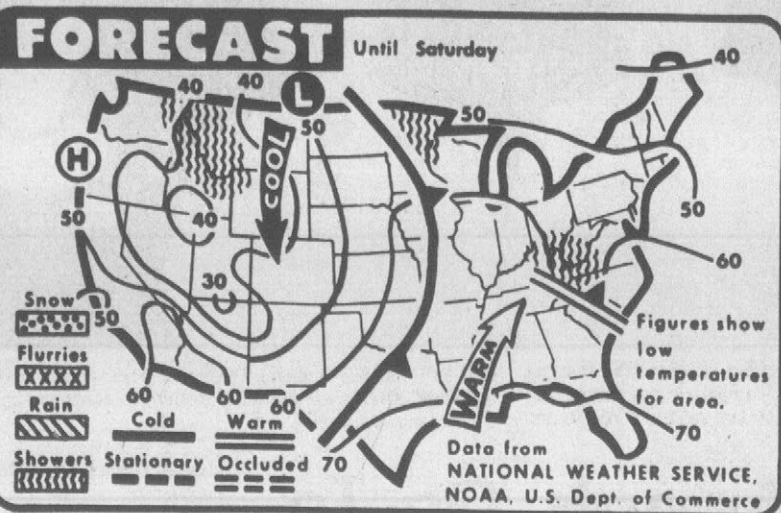 FORECAST
Until Saturday
40
40
40
L
50
50
H
COOL
50
40
50
60
30
50
Snow
Flurries
Rain
Showers
60
60
60
70
Cold
Warm
Stationary
Occluded
WARM
70
Figures show
low
temperatures
for area.
Data from
NATIONAL WEATHER SERVICE,
NOAA, U.S. Dept. of Commerce